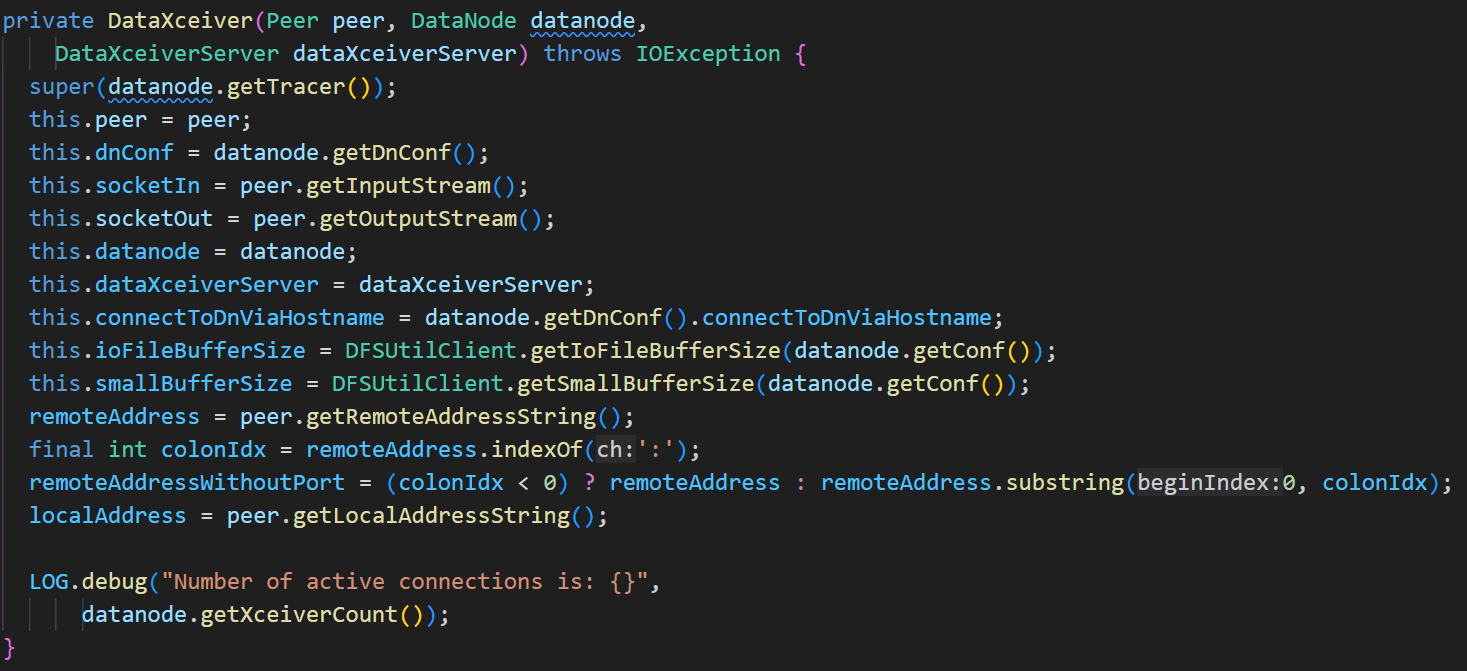 private DataXceiver(Peer peer, DataNode datanode,
    DataXceiverServer dataXceiverServer) throws IOException {
  super(datanode.getTracer());
  this.peer = peer;
  this.dnConf = datanode.getDnConf();
  this.socketIn = peer.getInputStream();
  this.socketOut = peer.getOutputStream();
  this.datanode = datanode;
  this.dataXceiverServer = dataXceiverServer;
  this.connectToDnViaHostname = datanode.getDnConf().connectToDnViaHostname;
  this.ioFileBufferSize = DFSUtilClient.getIoFileBufferSize(datanode.getConf());
  this.smallBufferSize = DFSUtilClient.getSmallBufferSize(datanode.getConf());
  remoteAddress = peer.getRemoteAddressString();
  final int colonIdx = remoteAddress.indexOf(ch:':');
  remoteAddressWithoutPort = (colonIdx < 0) ? remoteAddress : remoteAddress.substring(beginIndex:0, colonIdx);
  localAddress = peer.getLocalAddressString();

  LOG.debug("Number of active connections is: {}",
      datanode.getXceiverCount());
}